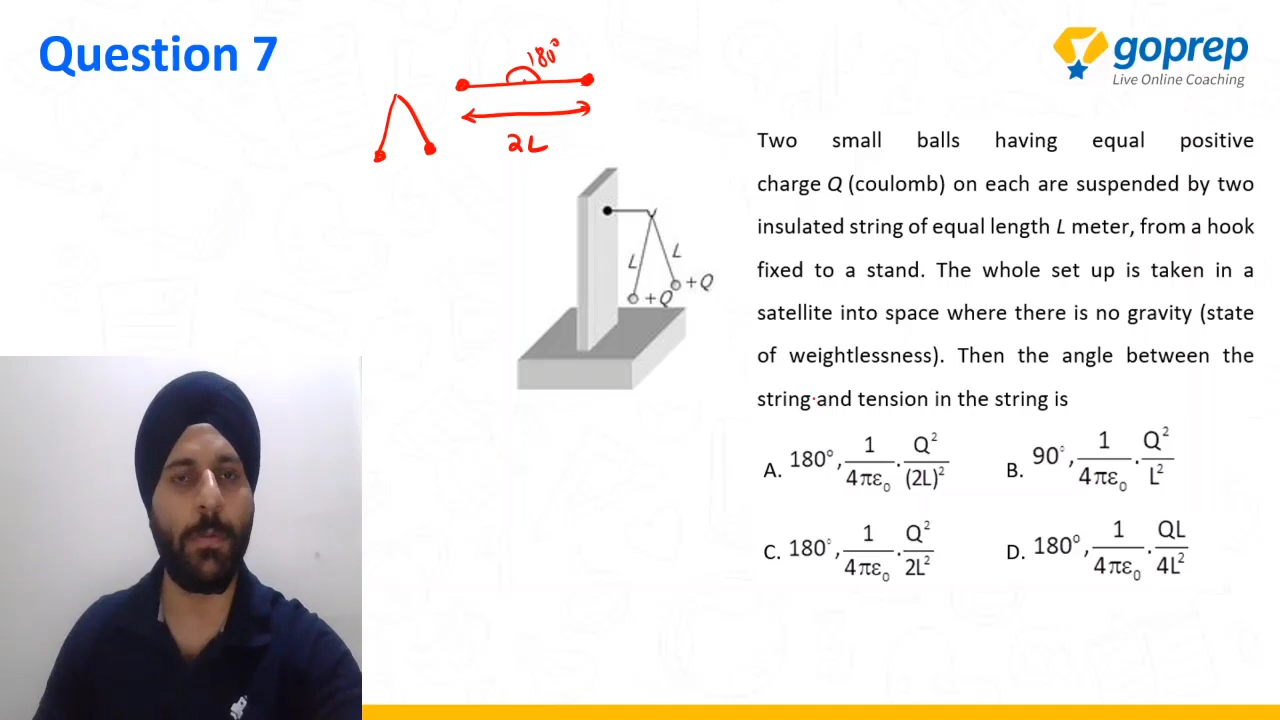 Question 7
180°
2L
goprep
Live Online Coaching
Two small balls having equal positive
charge Q (coulomb) on each are suspended by two
insulated string of equal length L meter, from a hook
fixed to a stand. The whole set up is taken in a
satellite into space where there is no gravity (state
of weightlessness). Then the angle between the
string and tension in the string is
L
L
+Q
+Q
A. 180°, 1/4πε₀ . Q²/(2L)²
B. 90°, 1/4πε₀ . Q²/L²
C. 180°, 1/4πε₀ . Q²/2L²
D. 180°, 1/4πε₀ . QL/4L²